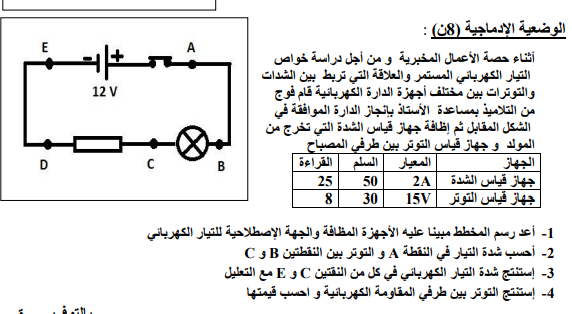 الوضعية الإدماجية (8ن) :
أثناء حصة الأعمال المخبرية و من أجل دراسة خواص
التيار الكهربائي المستمر والعلاقة التي تربط بين الشدات
والتوترات بين مختلف أجهزة الدارة الكهربائية قام فوج
من التلاميذ بمساعدة الأستاذ بإنجاز الدارة الموافقة في
الشكل المقابل ثم إظافة جهاز قياس الشدة التي تخرج من
المولد و جهاز قياس التوتر بين طرفي المصباح
الجهاز المعيار السلم القراءة
جهاز قياس الشدة 2A 50 25
جهاز قياس التوتر 15V 30 8
E
A
12 V
D
C
B
1- أعد رسم المخطط مبينا عليه الأجهزة المظافة والجهة الإصطلاحية للتيار الكهربائي
2- أحسب شدة التيار في النقطة A و التوتر بين النقطتين B و C
3- إستنتج شدة التيار الكهربائي في كل من النقتين C و E مع التعليل
4- إستنتج التوتر بين طرفي المقاومة الكهربائية و احسب قيمتها